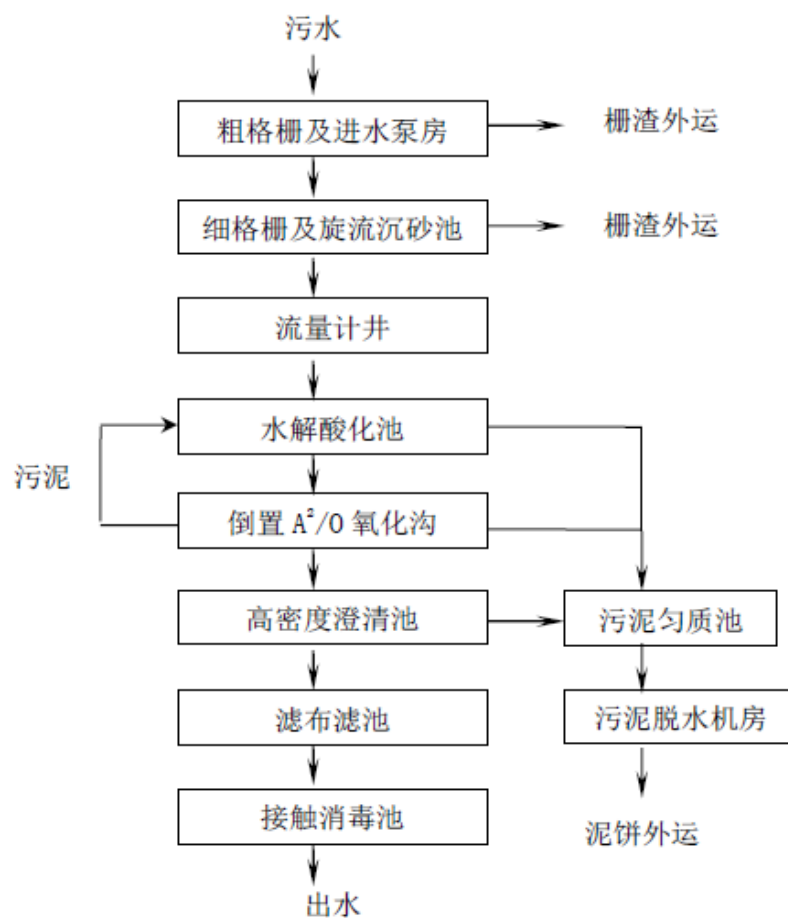 污水
粗格栅及进水泵房
栅渣外运
细格栅及旋流沉砂池
栅渣外运
流量计井
水解酸化池
污泥
倒置 A²/O 氧化沟
高密度澄清池
污泥匀质池
滤布滤池
污泥脱水机房
接触消毒池
泥饼外运
出水